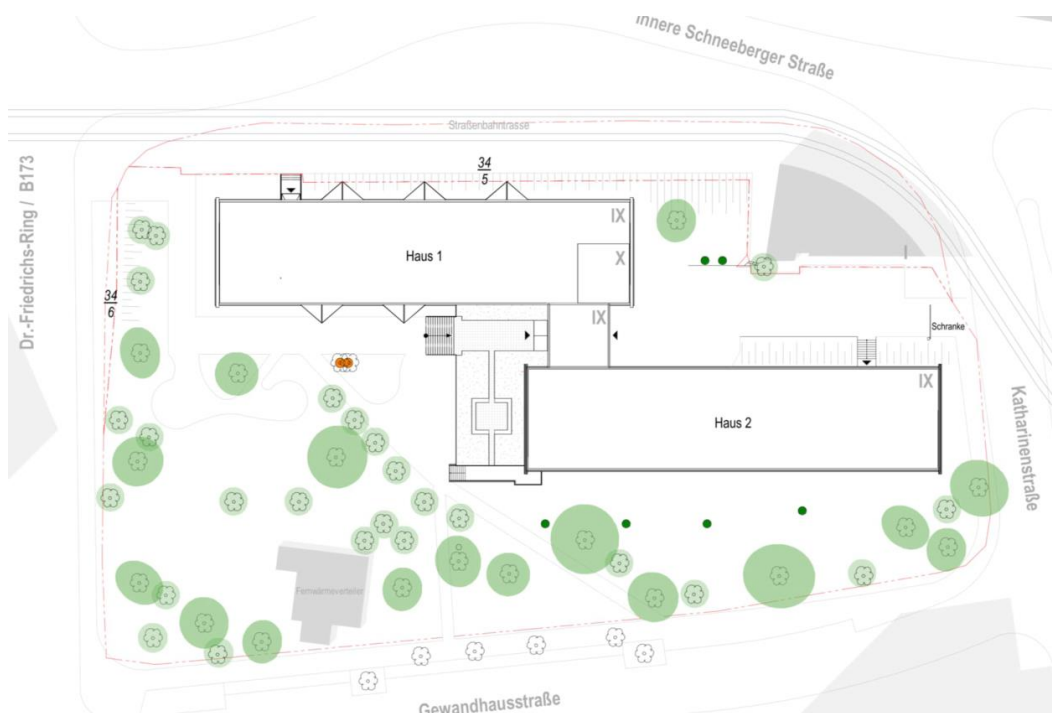 Innere Schneeberger Straße
Straßenbahntrasse
Dr.-Friedrichs-Ring / B173
34
5
IX
Haus 1
X
I
34
6
IX
Schranke
IX
Haus 2
Katharinenstraße
Fernwärmeverteiler
Gewandhausstraße